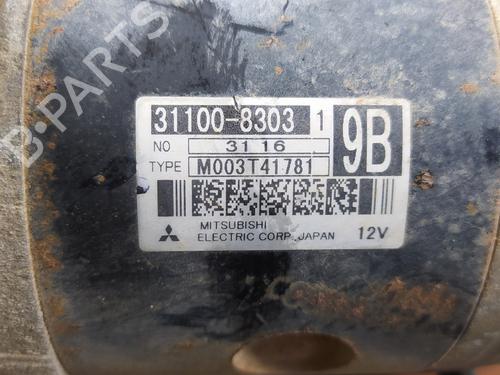 31100-8303 1
9B
NO 31 16
TYPE M003T41781
MITSUBISHI
ELECTRIC CORP.,JAPAN 12V
B-PARTS